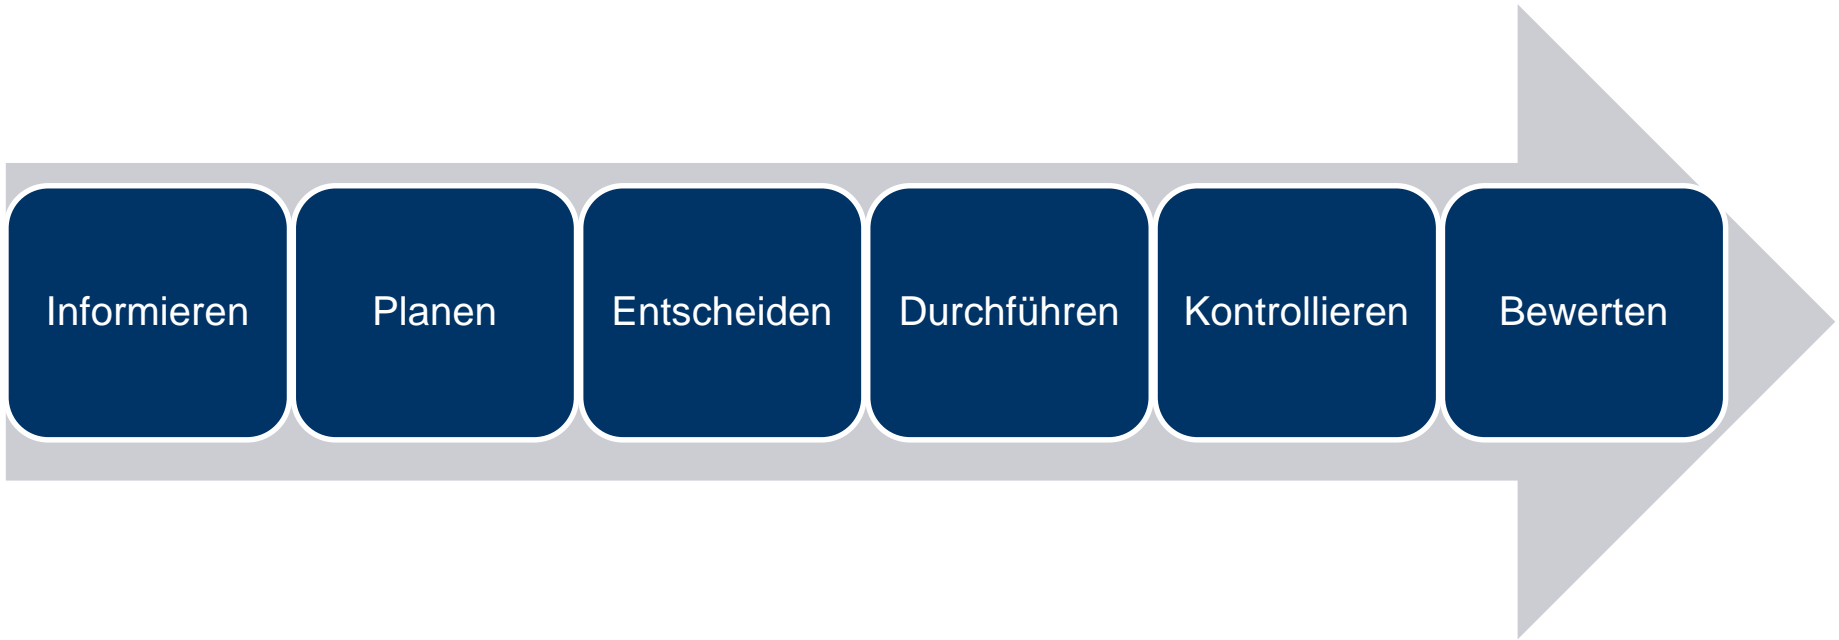 Informieren
Planen
Entscheiden
Durchführen
Kontrollieren
Bewerten